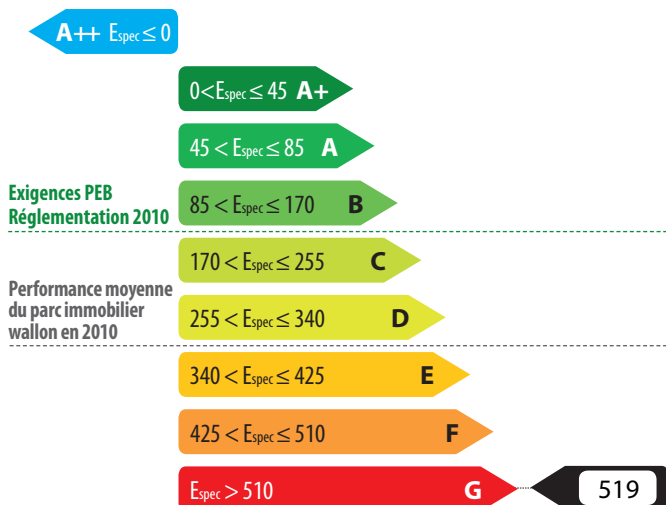 A++ Espec ≤ 0
0<Espec ≤ 45 A+
45 < Espec ≤ 85 A
Exigences PEB
Réglementation 2010
85 < Espec ≤ 170 B
170 < Espec ≤ 255 C
Performance moyenne
du parc immobilier
wallon en 2010
255 < Espec ≤ 340 D
340 < Espec ≤ 425 E
425 < Espec ≤ 510 F
Espec > 510 G 519